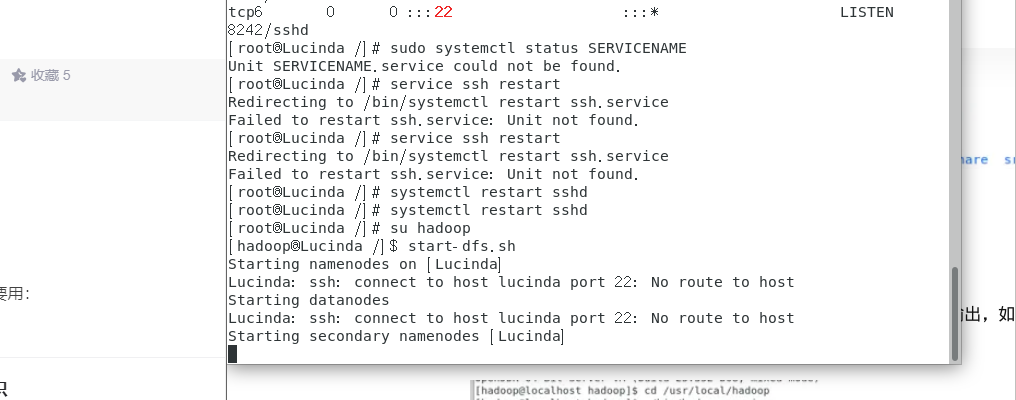 tcp6       0      0 :::22                   :::*                    LISTEN
8242/sshd
[root@Lucinda /]# sudo systemctl status SERVICENAME
Unit SERVICENAME.service could not be found.
[root@Lucinda /]# service ssh restart
Redirecting to /bin/systemctl restart ssh.service
Failed to restart ssh.service: Unit not found.
[root@Lucinda /]# service ssh restart
Redirecting to /bin/systemctl restart ssh.service
Failed to restart ssh.service: Unit not found.
[root@Lucinda /]# systemctl restart sshd
[root@Lucinda /]# systemctl restart sshd
[root@Lucinda /]# su hadoop
[hadoop@Lucinda /]$ start-dfs.sh
Starting namenodes on [Lucinda]
Lucinda: ssh: connect to host lucinda port 22: No route to host
Starting datanodes
Lucinda: ssh: connect to host lucinda port 22: No route to host
Starting secondary namenodes [Lucinda]
收藏 5
要用：
出，如
[hadoop@localhost hadoop]$ cd /usr/local/hadoop